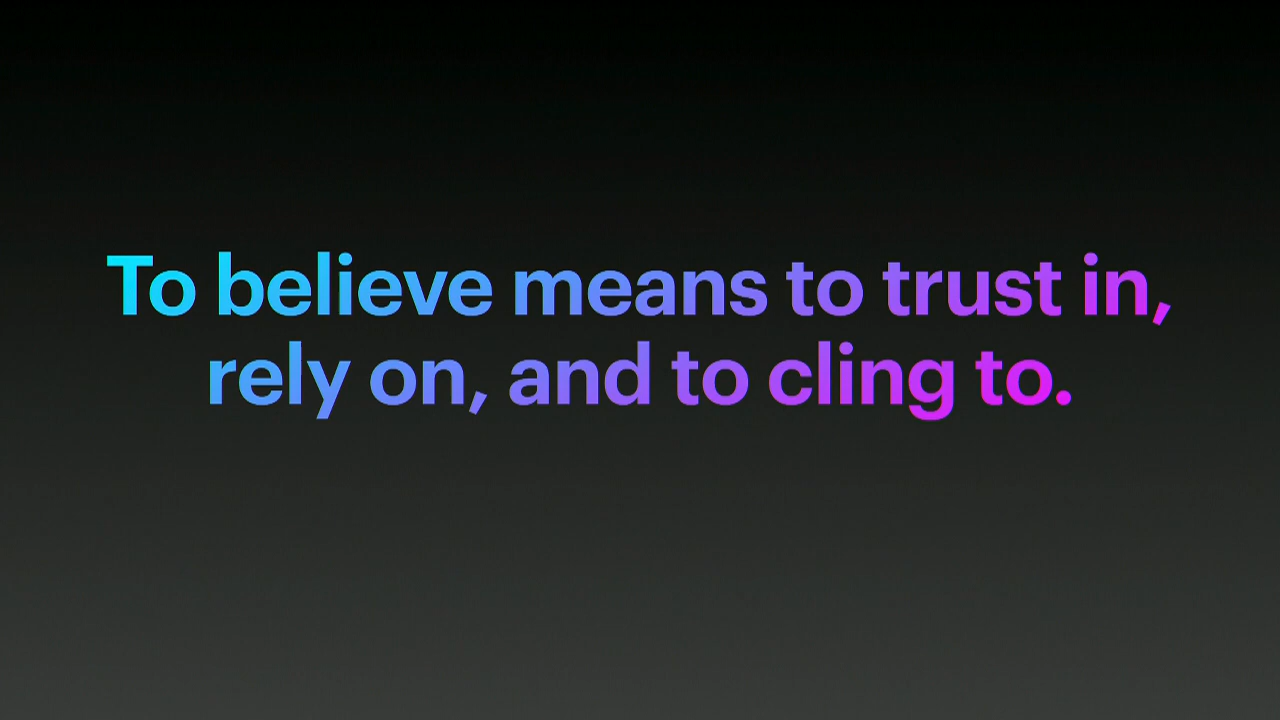 To believe means to trust in,
rely on, and to cling to.